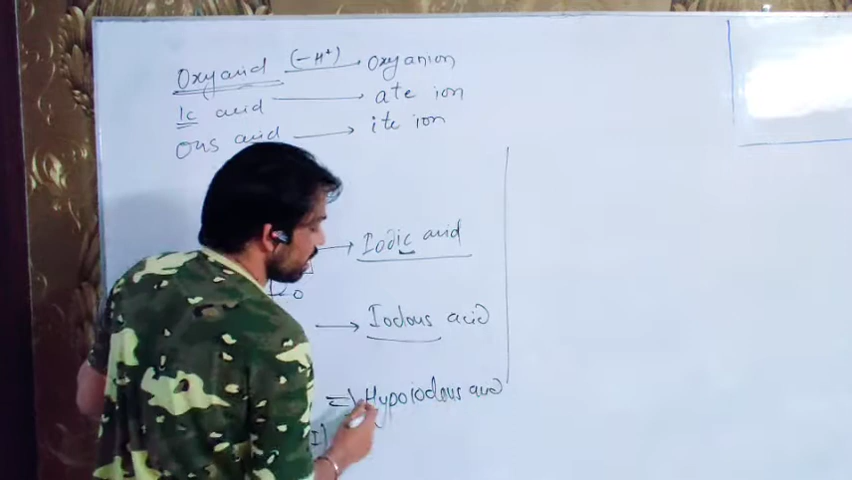 Oxyacid (-H⁺) → Oxyanion
Ic acid → ate ion
Ous acid → ite ion
→ Iodic acid
→ Iodous acid
⇒ Hypoiodous acid
I)